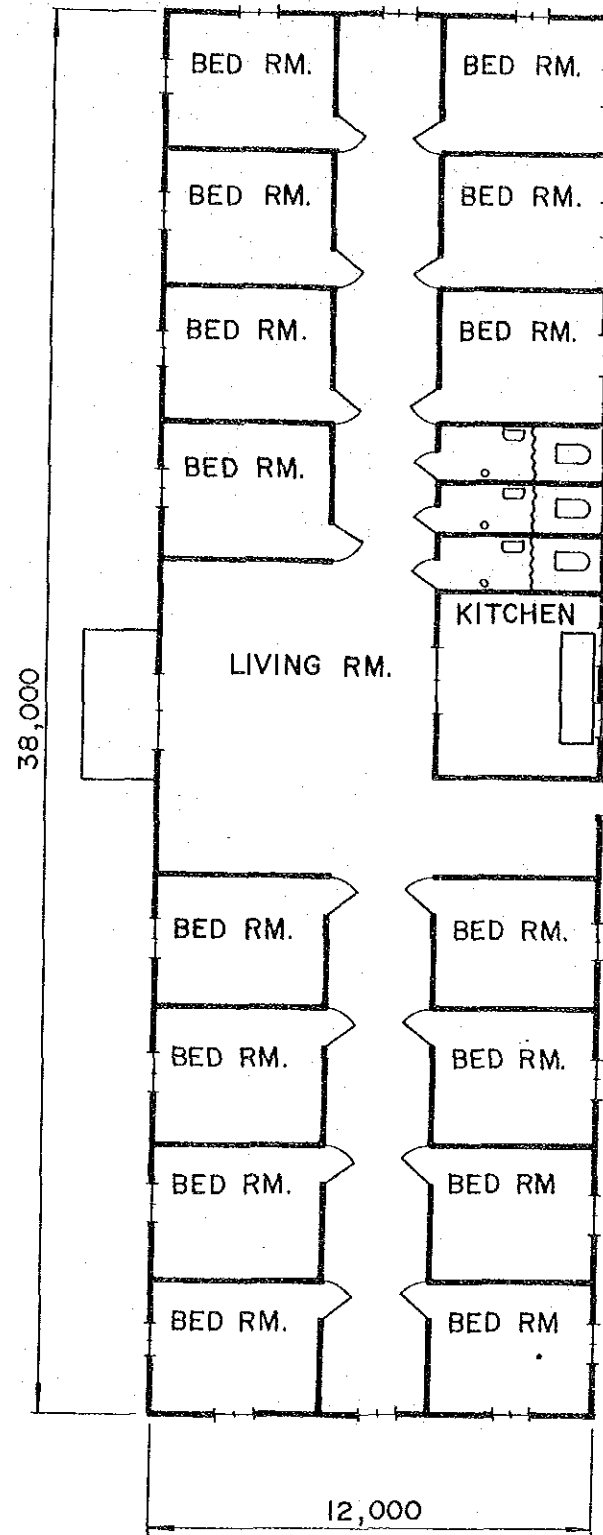 BED RM. BED RM.
BED RM. BED RM.
BED RM. BED RM.
BED RM.
KITCHEN
LIVING RM.
38,000
BED RM. BED RM.
BED RM. BED RM.
BED RM. BED RM
BED RM. BED RM
12,000